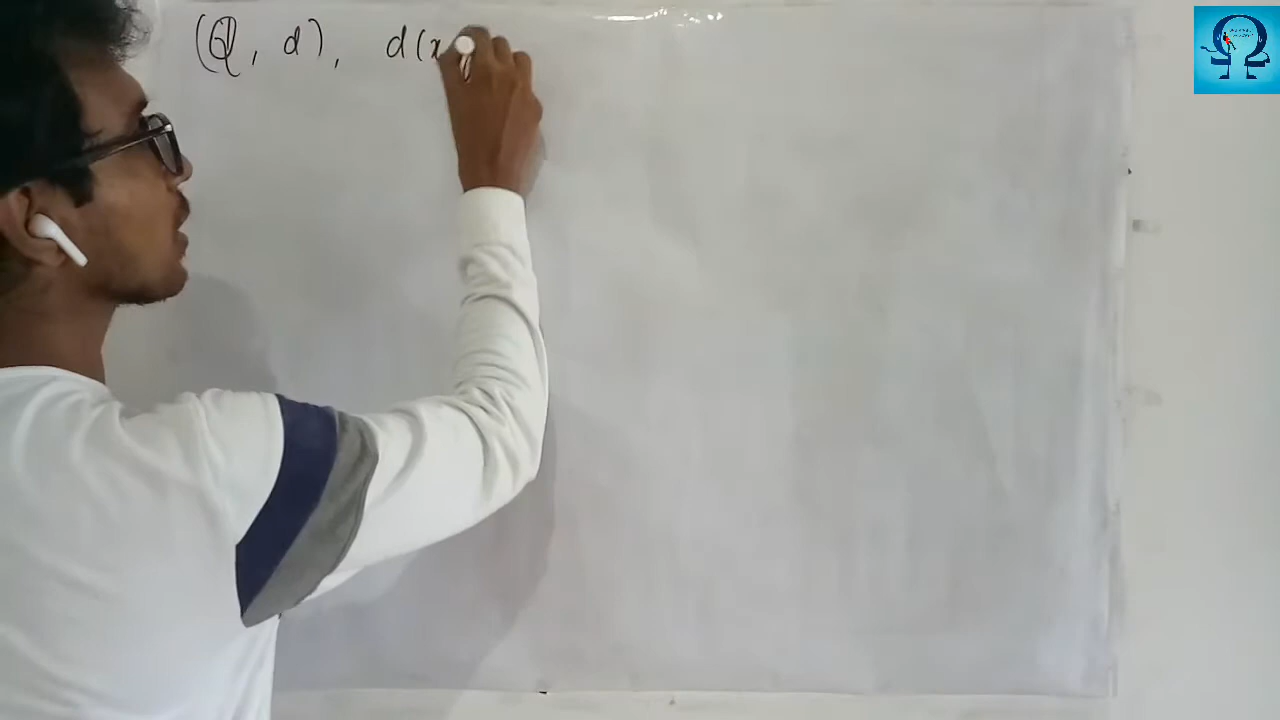 (ℚ, d), d(x